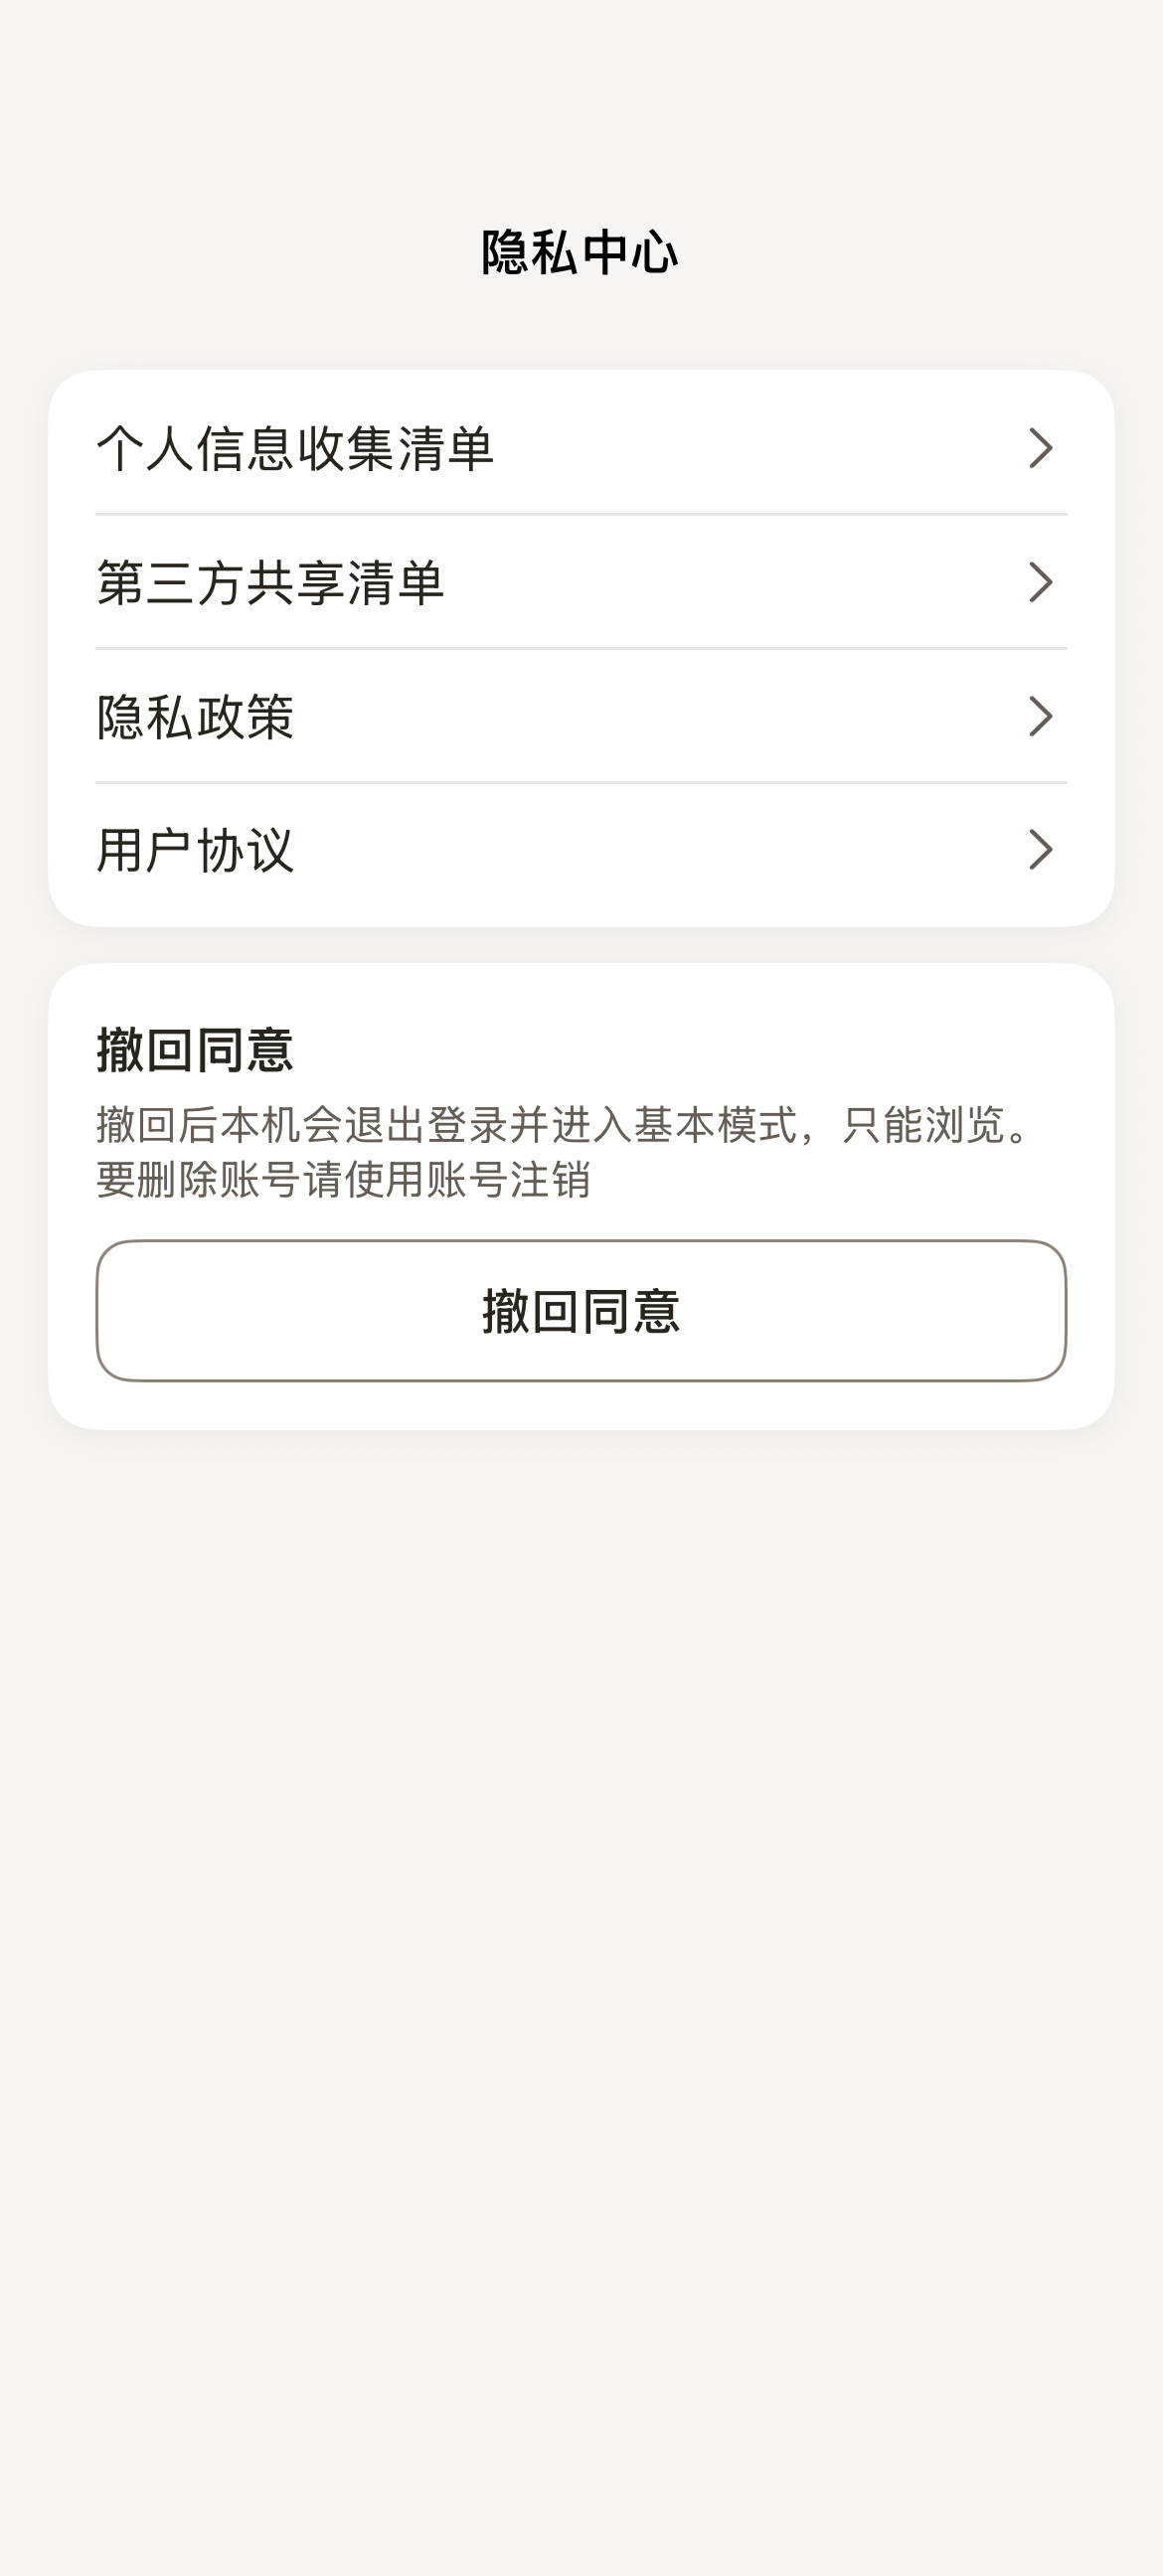 隐私中心
个人信息收集清单
第三方共享清单
隐私政策
用户协议
撤回同意
撤回后本机会退出登录并进入基本模式，只能浏览。
要删除账号请使用账号注销
撤回同意